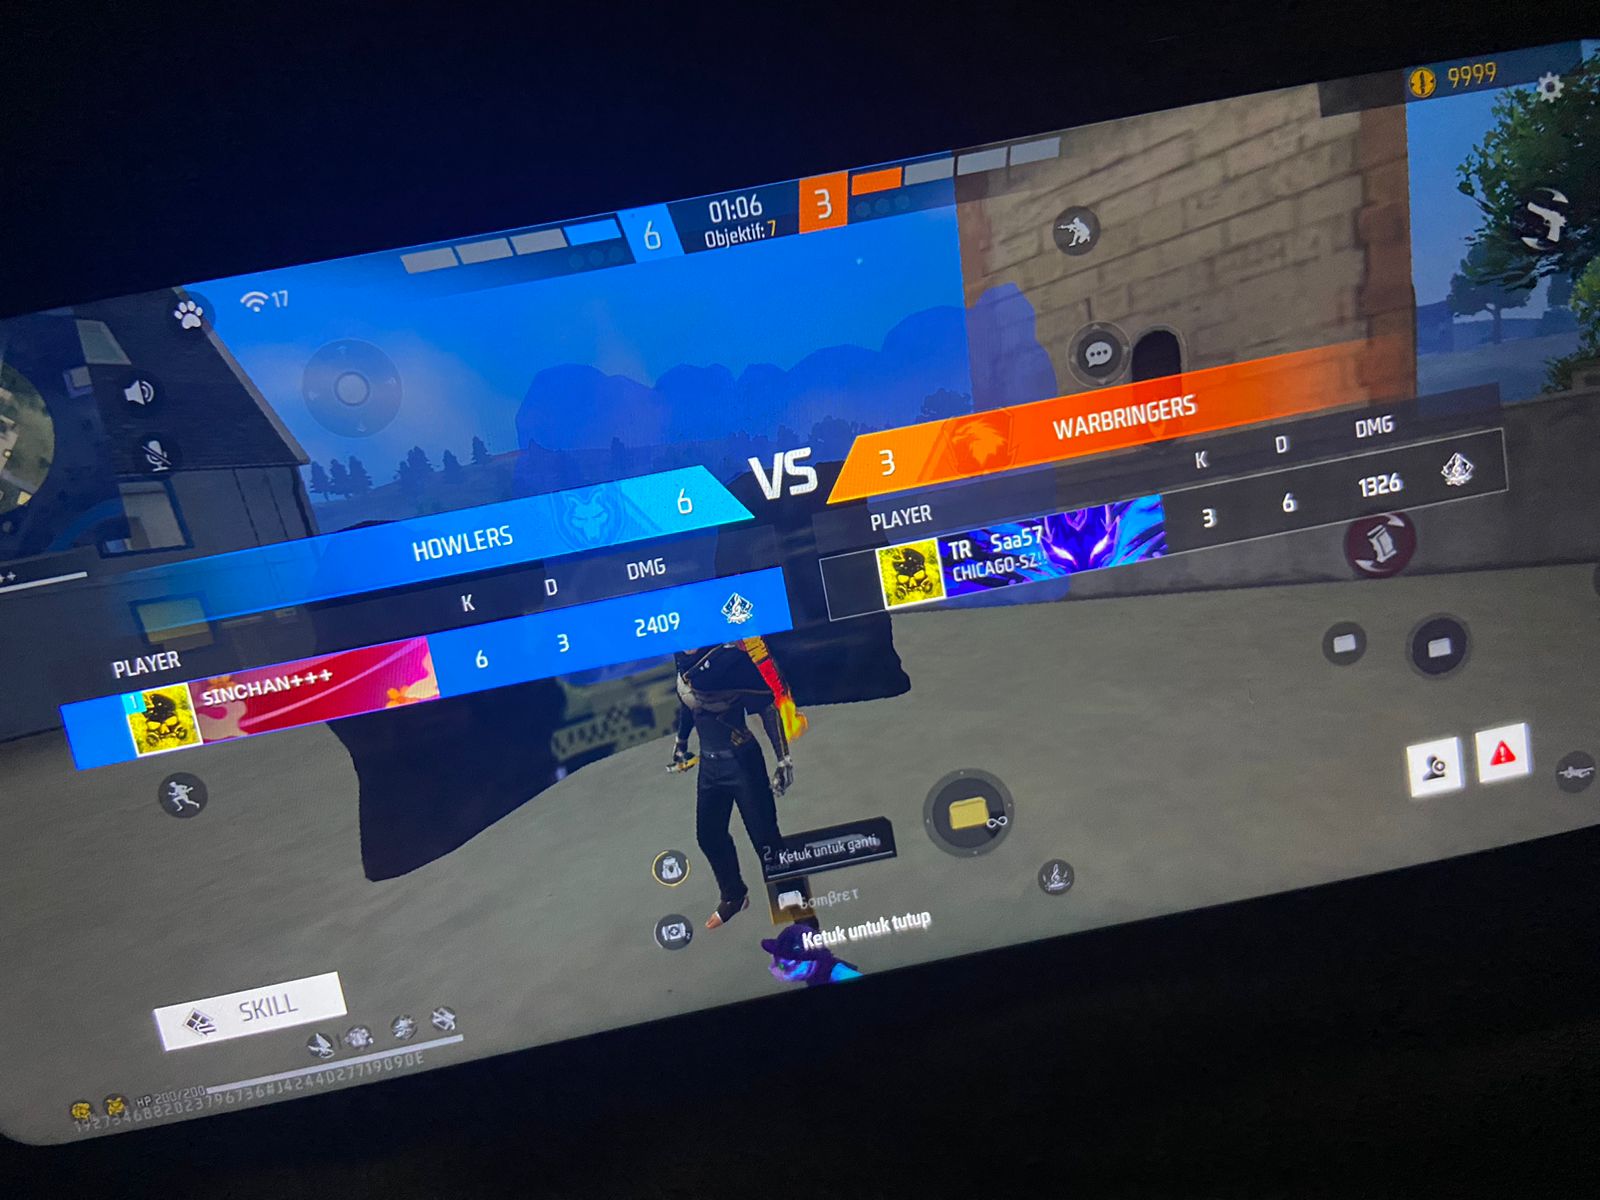 9999
6
01:06
Objektif: 7
3
17
VS
3 WARBRINGERS
HOWLERS 6
PLAYER K D DMG
TR Saa57
CHICAGO-SZ!!
3 6 1326
PLAYER K D DMG
1
SINCHAN+++
6 3 2409
Ketuk untuk ganti
Ketuk untuk tutup
SKILL
HP 200/200